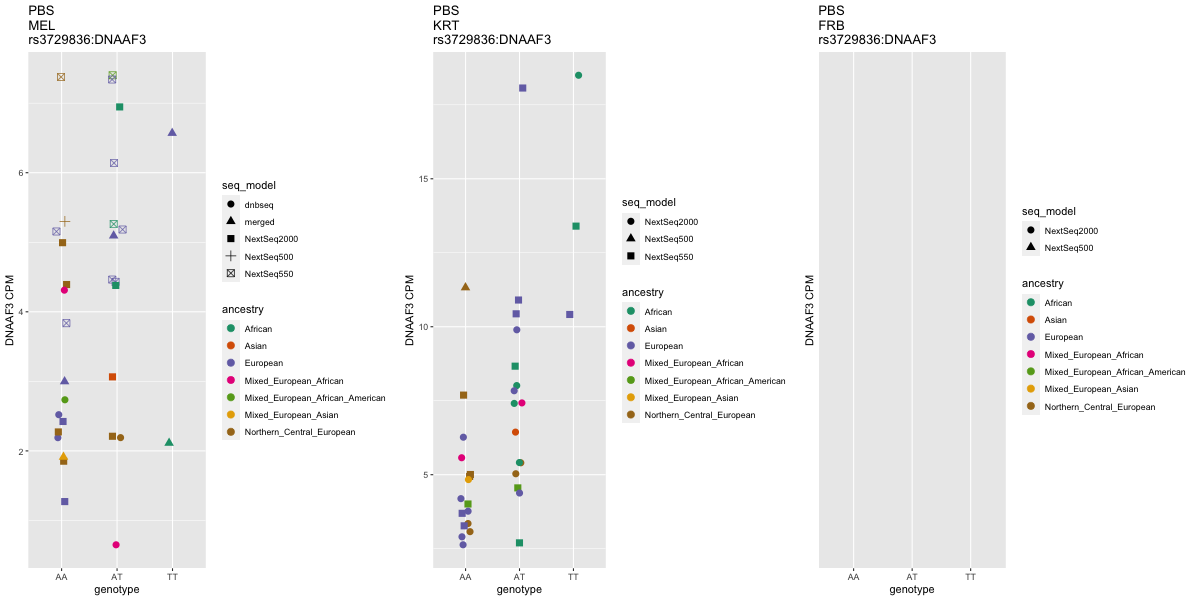 PBS
MEL
rs3729836:DNAAF3
DNAAF3 CPM
6
4
2
AA
AT
TT
genotype
seq_model
dnbseq
merged
NextSeq2000
NextSeq500
NextSeq550
ancestry
African
Asian
European
Mixed_European_African
Mixed_European_African_American
Mixed_European_Asian
Northern_Central_European
PBS
KRT
rs3729836:DNAAF3
DNAAF3 CPM
15
10
5
AA
AT
TT
genotype
seq_model
NextSeq2000
NextSeq500
NextSeq550
ancestry
African
Asian
European
Mixed_European_African
Mixed_European_African_American
Mixed_European_Asian
Northern_Central_European
PBS
FRB
rs3729836:DNAAF3
DNAAF3 CPM
AA
AT
TT
genotype
seq_model
NextSeq2000
NextSeq500
ancestry
African
Asian
European
Mixed_European_African
Mixed_European_African_American
Mixed_European_Asian
Northern_Central_European